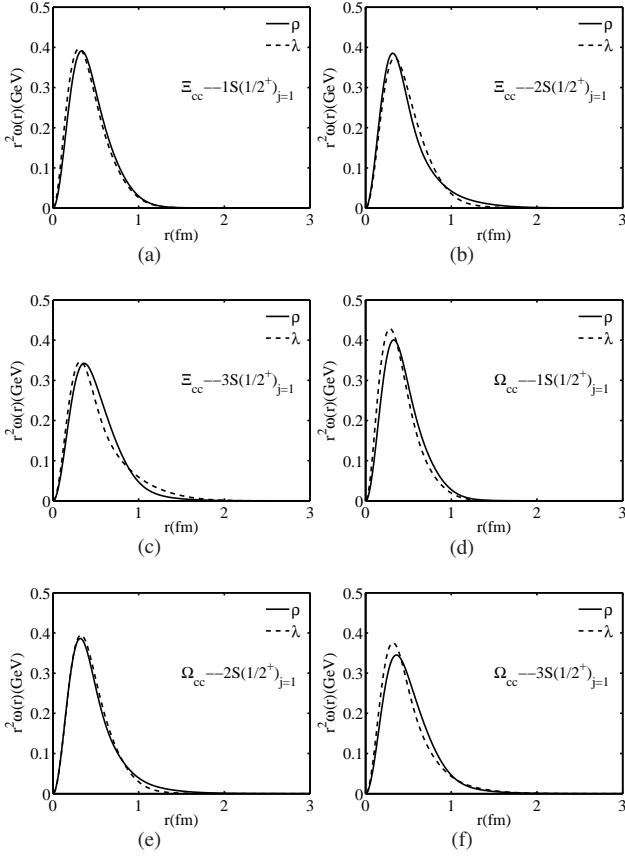 0.5
0.4
0.3
0.2
0.1
0
r²ω(r)(GeV)
ρ
λ
Ξcc−−1S(1/2⁺)j=1
0 1 2 3
r(fm)
(a)
0.5
0.4
0.3
0.2
0.1
0
r²ω(r)(GeV)
ρ
λ
Ξcc−−2S(1/2⁺)j=1
0 1 2 3
r(fm)
(b)
0.5
0.4
0.3
0.2
0.1
0
r²ω(r)(GeV)
ρ
λ
Ξcc−−3S(1/2⁺)j=1
0 1 2 3
r(fm)
(c)
0.5
0.4
0.3
0.2
0.1
0
r²ω(r)(GeV)
ρ
λ
Ωcc−−1S(1/2⁺)j=1
0 1 2 3
r(fm)
(d)
0.5
0.4
0.3
0.2
0.1
0
r²ω(r)(GeV)
ρ
λ
Ωcc−−2S(1/2⁺)j=1
0 1 2 3
r(fm)
(e)
0.5
0.4
0.3
0.2
0.1
0
r²ω(r)(GeV)
ρ
λ
Ωcc−−3S(1/2⁺)j=1
0 1 2 3
r(fm)
(f)